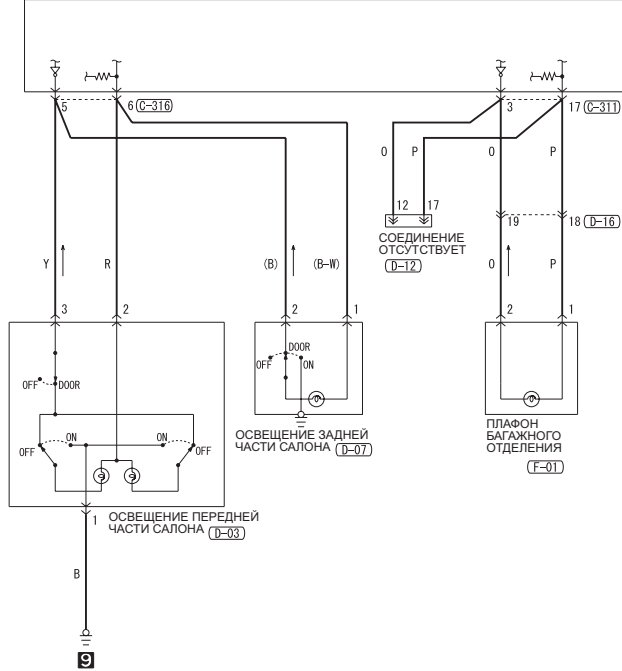 5 6 (C-316) 3 17 (C-311)
O P O P
12 17
19 18 (D-16)
СОЕДИНЕНИЕ
ОТСУТСТВУЕТ
(D-12)
Y R (B) (B-W) O P
3 2 2 1 2 1
DOOR
OFF ON
OFF DOOR
ON ON
OFF OFF
ОСВЕЩЕНИЕ ЗАДНЕЙ
ЧАСТИ САЛОНА (D-07)
ПЛАФОН
БАГАЖНОГО
ОТДЕЛЕНИЯ
(F-01)
1 ОСВЕЩЕНИЕ ПЕРЕДНЕЙ
ЧАСТИ САЛОНА (D-03)
B
9